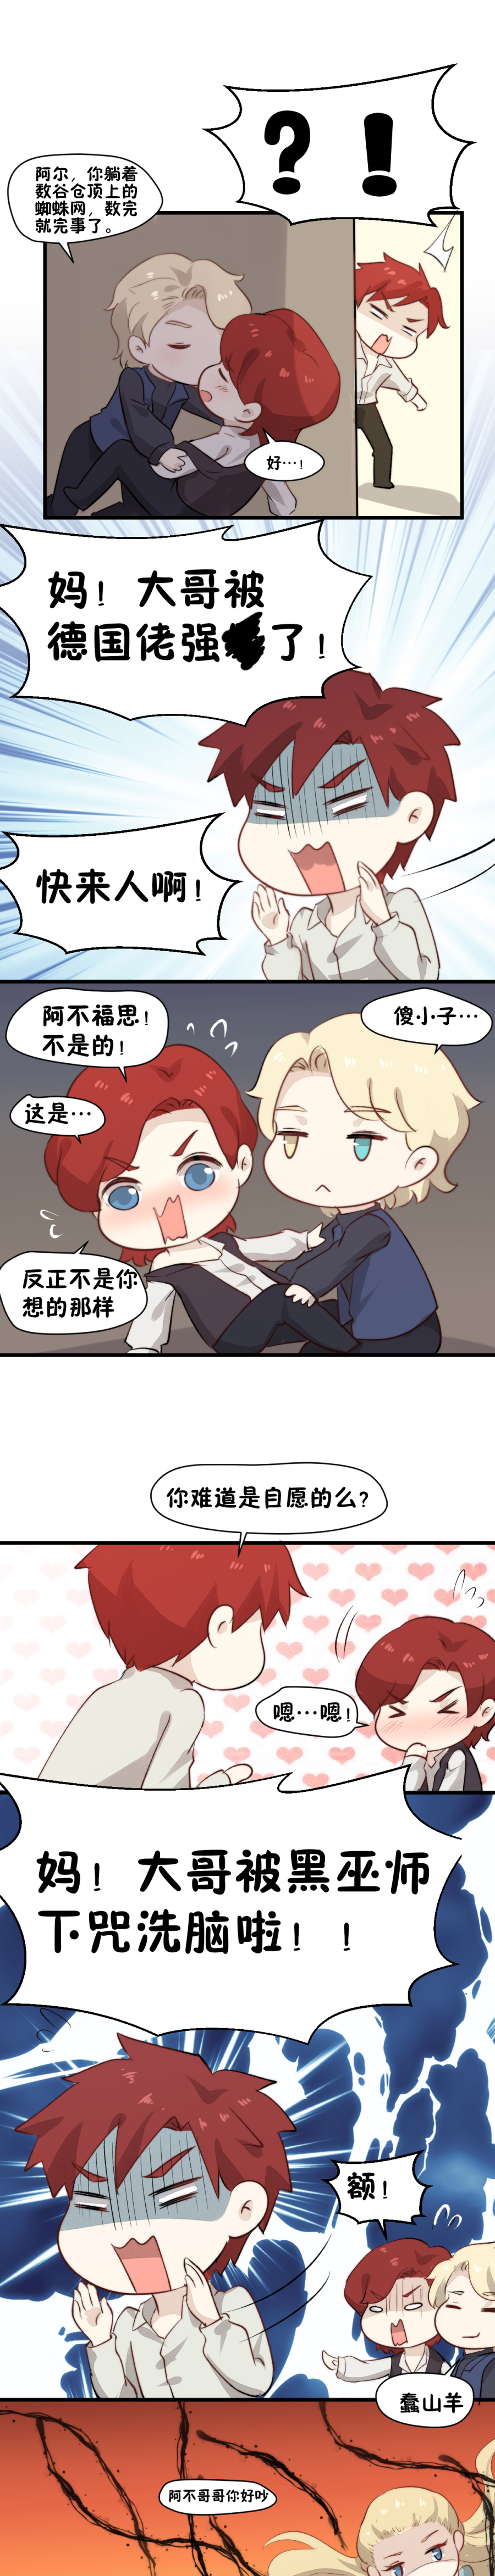 ？！
阿尔，你躺着
数谷仓顶上的
蜘蛛网，数完
就完事了。
好…！
妈！大哥被
德国佬强了！
快来人啊！
阿不福思！
不是的！
傻小子…
这是…
反正不是你
想的那样
你难道是自愿的么？
嗯…嗯！
妈！大哥被黑巫师
下咒洗脑啦！！
额！
蠢山羊
阿不哥哥你好吵